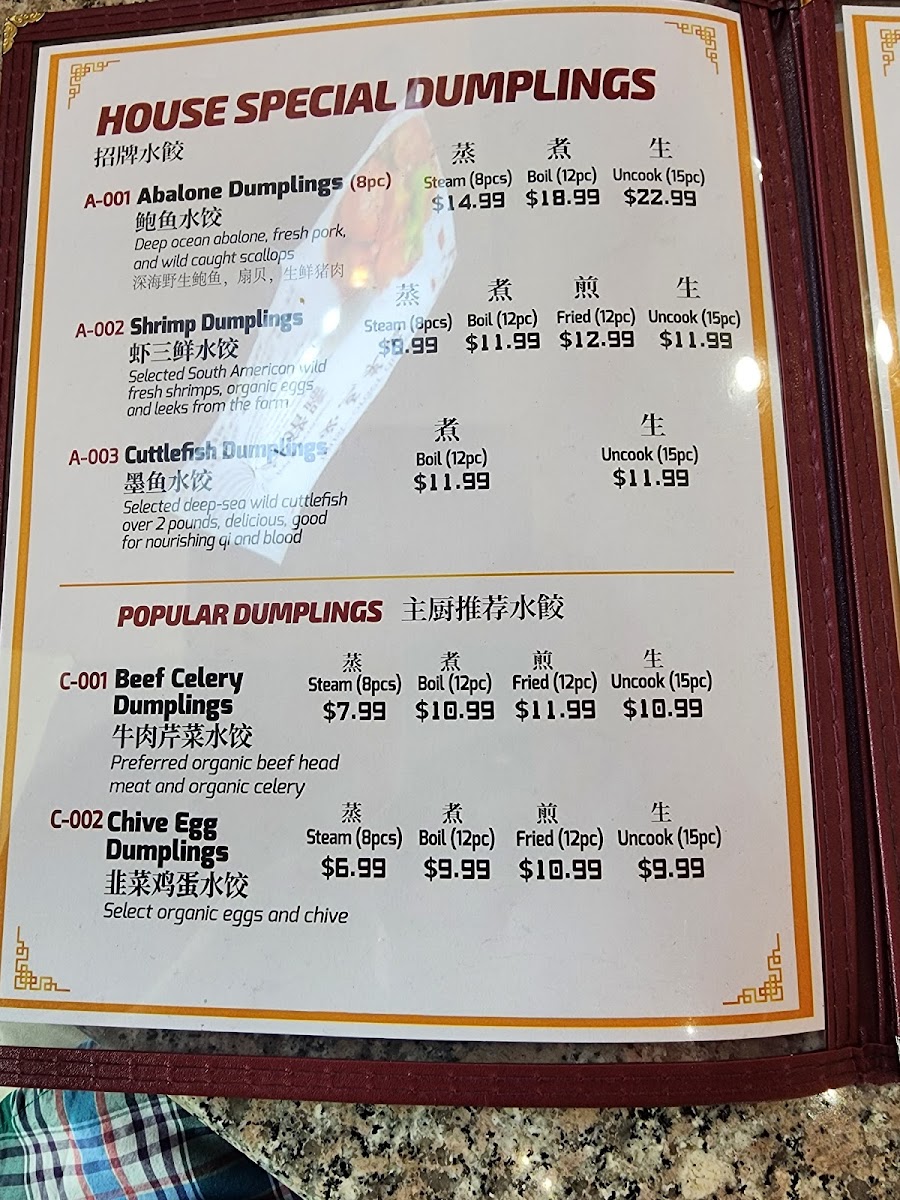 HOUSE SPECIAL DUMPLINGS
招牌水餃
蒸 煮 生
A-001 Abalone Dumplings (8pc) Steam (8pcs) Boil (12pc) Uncook (15pc)
$14.99 $18.99 $22.99
鲍鱼水饺
Deep ocean abalone, fresh pork,
and wild caught scallops
深海野生鲍鱼，扇贝，生鲜猪肉
蒸 煮 煎 生
A-002 Shrimp Dumplings Steam (8pcs) Boil (12pc) Fried (12pc) Uncook (15pc)
虾三鲜水饺 $11.99 $12.99 $11.99
Selected South American wild
fresh shrimps, organic eggs
and leeks from the farm
煮 生
A-003 Cuttlefish Dumplings Boil (12pc) Uncook (15pc)
墨鱼水饺 $11.99 $11.99
Selected deep-sea wild cuttlefish
over 2 pounds, delicious, good
for nourishing qi and blood
POPULAR DUMPLINGS 主厨推荐水餃
蒸 煮 煎 生
C-001 Beef Celery Steam (8pcs) Boil (12pc) Fried (12pc) Uncook (15pc)
Dumplings $7.99 $10.99 $11.99 $10.99
牛肉芹菜水饺
Preferred organic beef head
meat and organic celery
蒸 煮 煎 生
C-002 Chive Egg Steam (8pcs) Boil (12pc) Fried (12pc) Uncook (15pc)
Dumplings $6.99 $9.99 $10.99 $9.99
韭菜鸡蛋水饺
Select organic eggs and chive